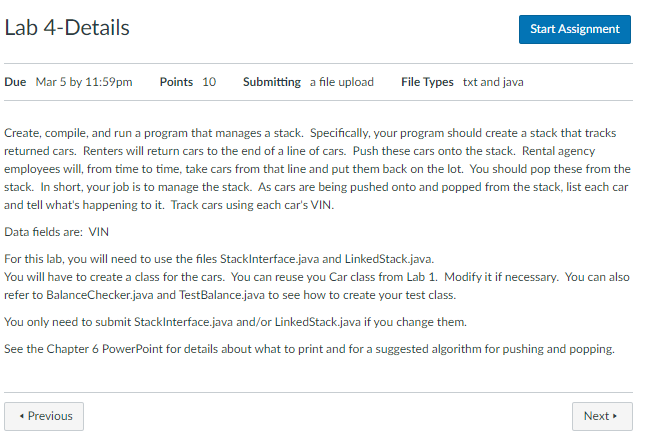 Lab 4-Details
Start Assignment
Due Mar 5 by 11:59pm Points 10 Submitting a file upload File Types txt and java
Create, compile, and run a program that manages a stack. Specifically, your program should create a stack that tracks
returned cars. Renters will return cars to the end of a line of cars. Push these cars onto the stack. Rental agency
employees will, from time to time, take cars from that line and put them back on the lot. You should pop these from the
stack. In short, your job is to manage the stack. As cars are being pushed onto and popped from the stack, list each car
and tell what's happening to it. Track cars using each car's VIN.
Data fields are: VIN
For this lab, you will need to use the files StackInterface.java and LinkedStack.java.
You will have to create a class for the cars. You can reuse you Car class from Lab 1. Modify it if necessary. You can also
refer to BalanceChecker.java and TestBalance.java to see how to create your test class.
You only need to submit StackInterface.java and/or LinkedStack.java if you change them.
See the Chapter 6 PowerPoint for details about what to print and for a suggested algorithm for pushing and popping.
◂ Previous
Next ▸